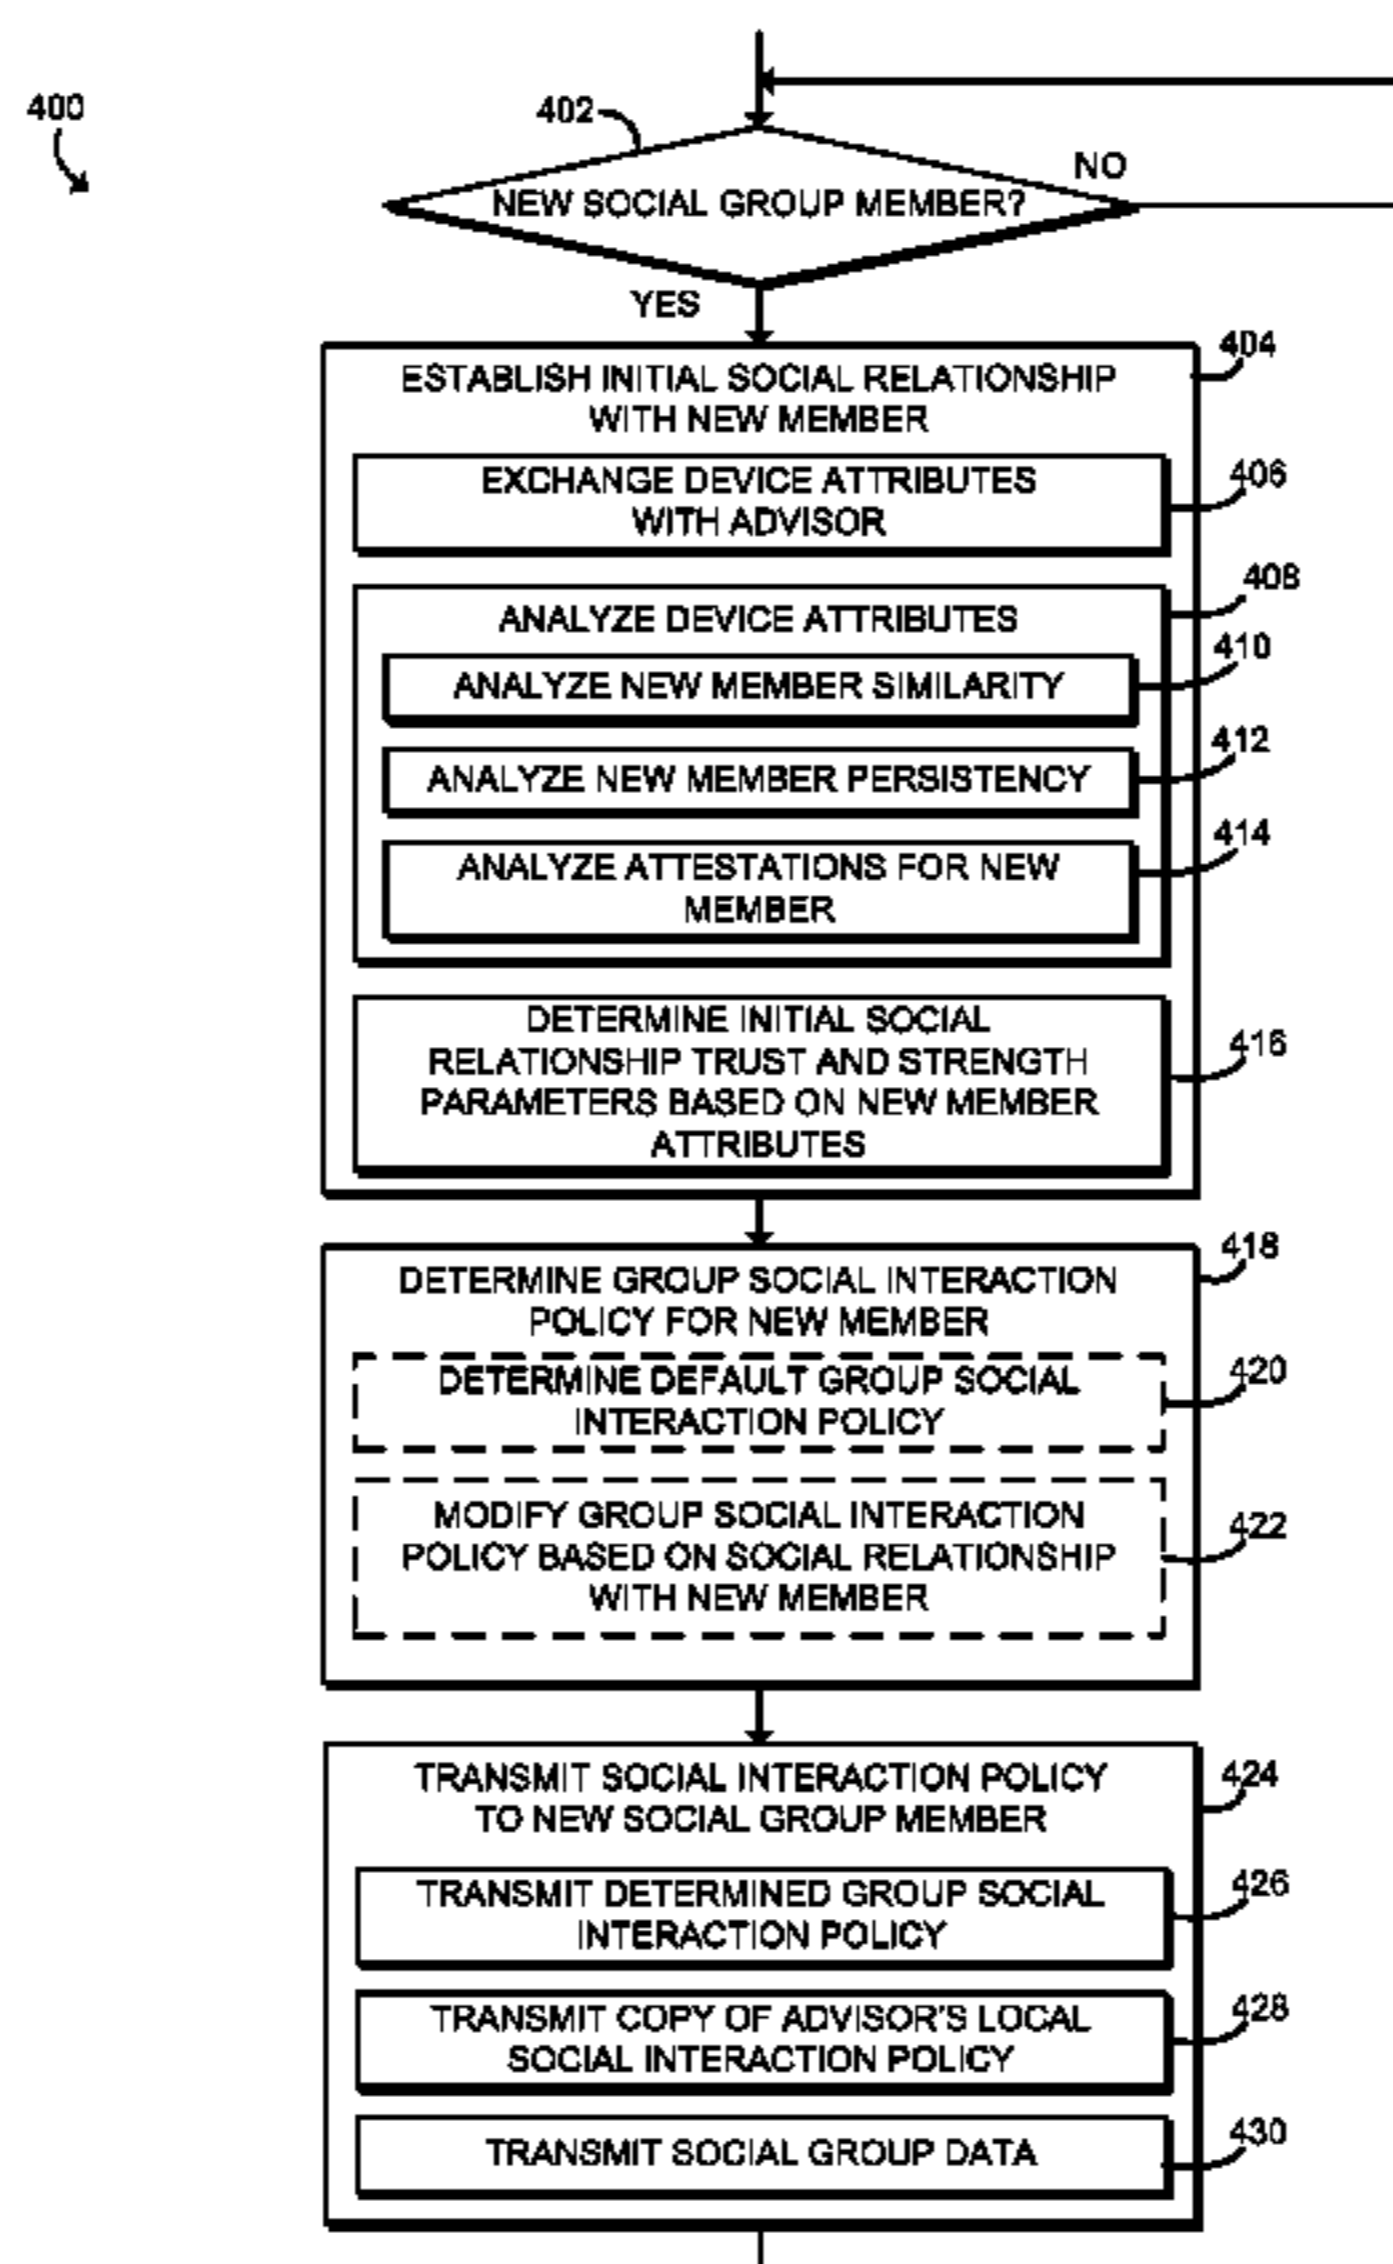 400
402
NEW SOCIAL GROUP MEMBER?
NO
YES
404
ESTABLISH INITIAL SOCIAL RELATIONSHIP
WITH NEW MEMBER
406
EXCHANGE DEVICE ATTRIBUTES
WITH ADVISOR
408
ANALYZE DEVICE ATTRIBUTES
410
ANALYZE NEW MEMBER SIMILARITY
412
ANALYZE NEW MEMBER PERSISTENCY
414
ANALYZE ATTESTATIONS FOR NEW
MEMBER
416
DETERMINE INITIAL SOCIAL
RELATIONSHIP TRUST AND STRENGTH
PARAMETERS BASED ON NEW MEMBER
ATTRIBUTES
418
DETERMINE GROUP SOCIAL INTERACTION
POLICY FOR NEW MEMBER
420
DETERMINE DEFAULT GROUP SOCIAL
INTERACTION POLICY
422
MODIFY GROUP SOCIAL INTERACTION
POLICY BASED ON SOCIAL RELATIONSHIP
WITH NEW MEMBER
424
TRANSMIT SOCIAL INTERACTION POLICY
TO NEW SOCIAL GROUP MEMBER
426
TRANSMIT DETERMINED GROUP SOCIAL
INTERACTION POLICY
428
TRANSMIT COPY OF ADVISOR'S LOCAL
SOCIAL INTERACTION POLICY
430
TRANSMIT SOCIAL GROUP DATA